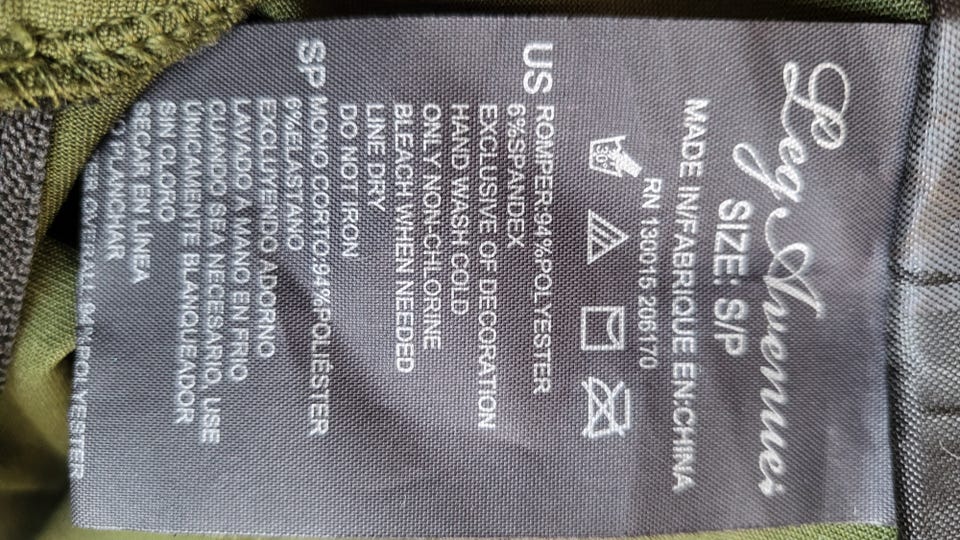 Leg Avenue
SIZE: S/P
MADE IN/FABRIQUE EN:CHINA
RN 130015 206170
30°
US ROMPER:94%POLYESTER
6%SPANDEX
EXCLUSIVE OF DECORATION
HAND WASH COLD
ONLY NON-CHLORINE
BLEACH WHEN NEEDED
LINE DRY
DO NOT IRON
SP MONO CORTO:94%POLIÉSTER
6%ELASTANO
EXCLUYENDO ADORNO
LAVADO A MANO EN FRIO
CUANDO SEA NECESARIO, USE
UNICAMENTE BLANQUEADOR
SIN CLORO
SECAR EN LINEA
PLANCHAR